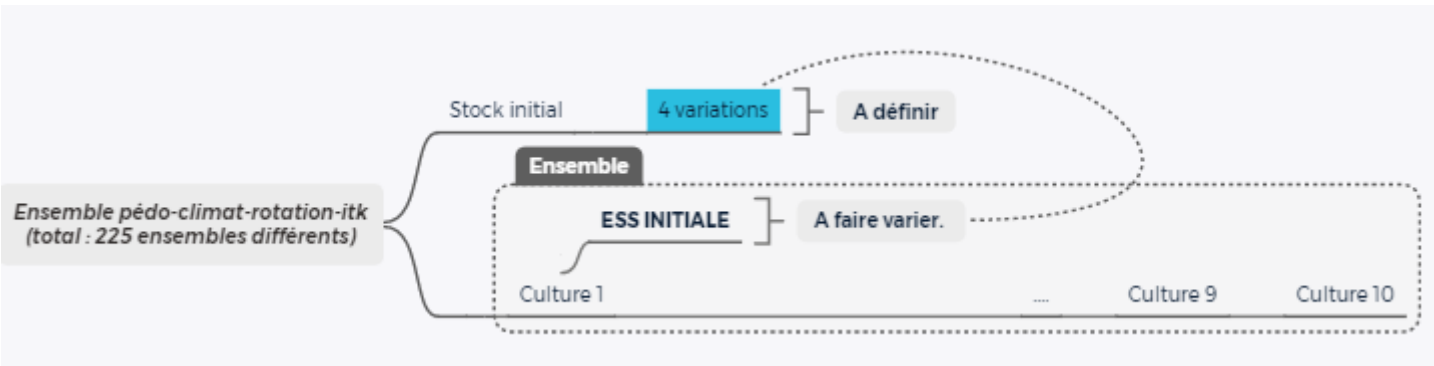 Stock initial
4 variations
A définir
Ensemble
Ensemble pédo-climat-rotation-itk
(total : 225 ensembles différents)
ESS INITIALE
A faire varier.
Culture 1
....
Culture 9
Culture 10